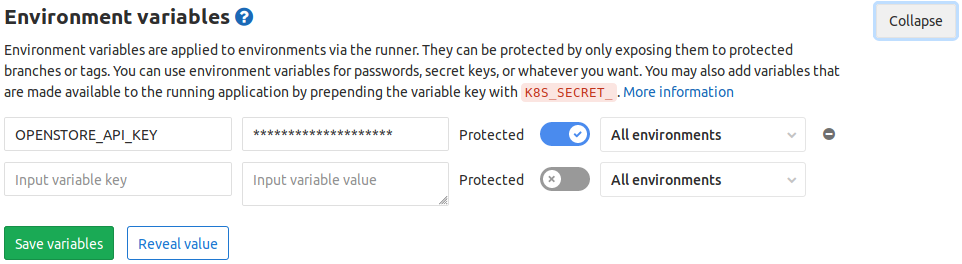 Environment variables ?
Collapse
Environment variables are applied to environments via the runner. They can be protected by only exposing them to protected
branches or tags. You can use environment variables for passwords, secret keys, or whatever you want. You may also add variables that
are made available to the running application by prepending the variable key with K8S_SECRET_. More information
OPENSTORE_API_KEY ******************** Protected All environments
Input variable key Input variable value Protected All environments
Save variables Reveal value